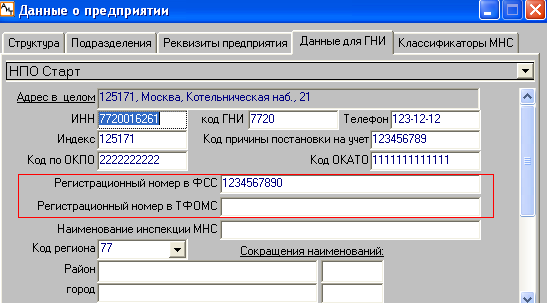 Данные о предприятии
Структура Подразделения Реквизиты предприятия Данные для ГНИ Классификаторы МНС
НПО Старт
Адрес в целом 125171, Москва, Котельническая наб., 21
ИНН 7720016261 код ГНИ 7720 Телефон 123-12-12
Индекс 125171 Код причины постановки на учет 123456789
Код по ОКПО 2222222222 Код ОКАТО 1111111111111
Регистрационный номер в ФСС 1234567890
Регистрационный номер в ТФОМС
Наименование инспекции МНС
Код региона 77 Сокращения наименований:
Район
город